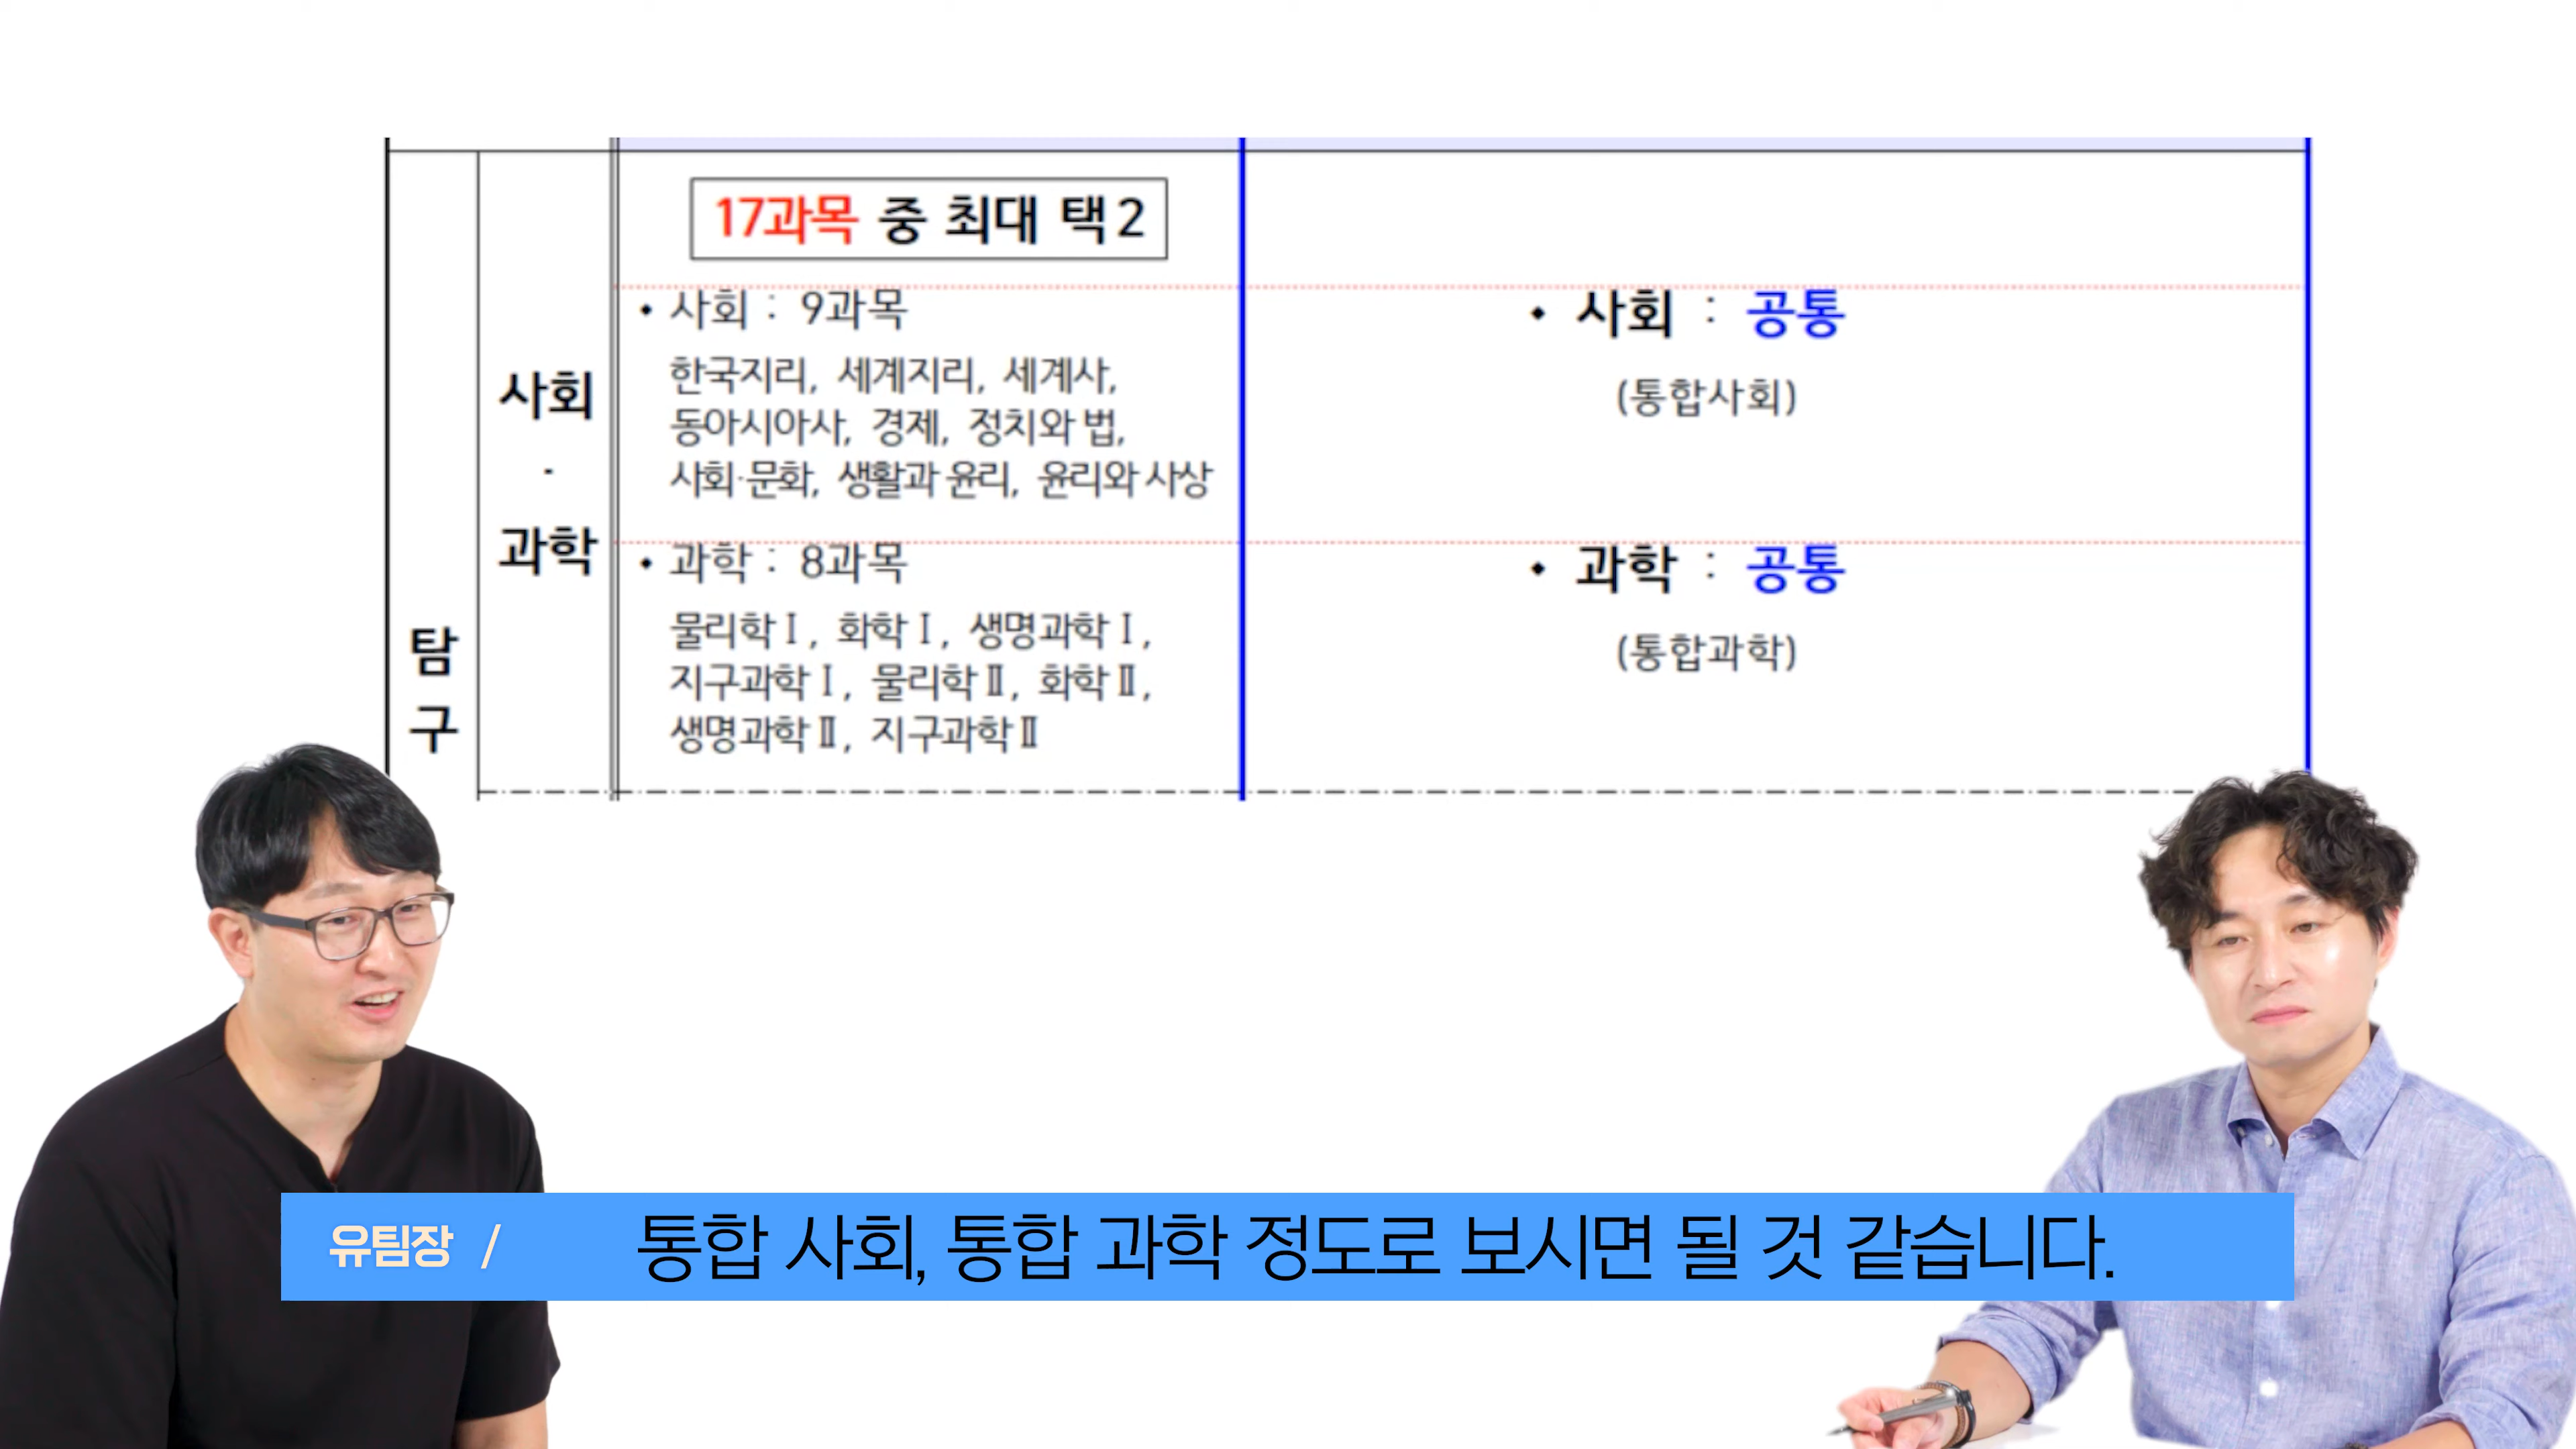 17과목 중 최대 택2
사회
·
과학
탐
구
• 사회 : 9과목
한국지리, 세계지리, 세계사,
동아시아사, 경제, 정치와 법,
사회·문화, 생활과 윤리, 윤리와 사상
• 과학 : 8과목
물리학Ⅰ, 화학Ⅰ, 생명과학Ⅰ,
지구과학Ⅰ, 물리학Ⅱ, 화학Ⅱ,
생명과학Ⅱ, 지구과학Ⅱ
• 사회 : 공통
(통합사회)
• 과학 : 공통
(통합과학)
유팀장 / 통합 사회, 통합 과학 정도로 보시면 될 것 같습니다.